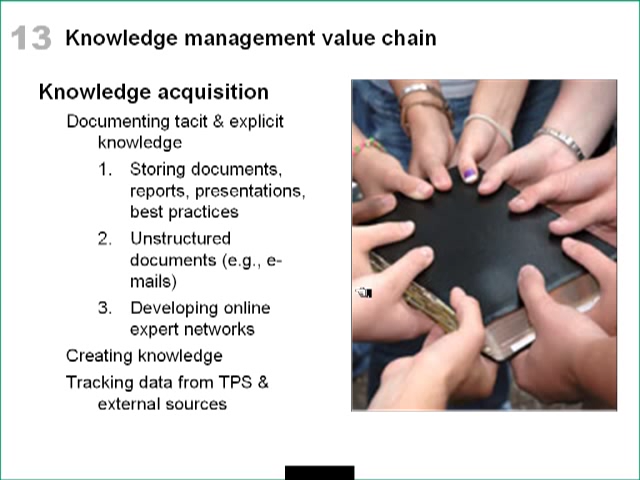 13 Knowledge management value chain
Knowledge acquisition
Documenting tacit & explicit
knowledge
1. Storing documents,
reports, presentations,
best practices
2. Unstructured
documents (e.g., e-
mails)
3. Developing online
expert networks
Creating knowledge
Tracking data from TPS &
external sources